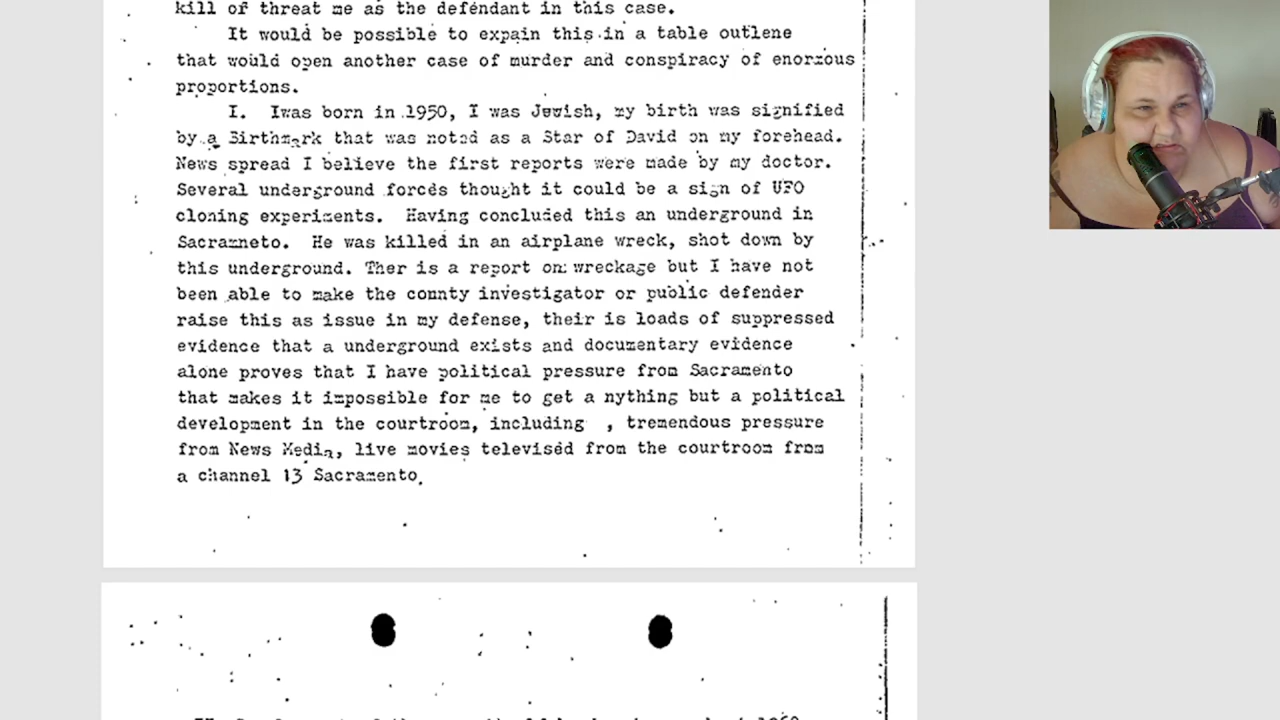 kill of threat me as the defendant in this case.
It would be possible to expain this in a table outlene
that would open another case of murder and conspiracy of enormous
proportions.
I. Iwas born in 1950, I was Jewish, my birth was signified
by a Birthmark that was noted as a Star of David on my forehead.
News spread I believe the first reports were made by my doctor.
Several underground forces thought it could be a sign of UFO
cloning experiments. Having concluded this an underground in
Sacramneto. He was killed in an airplane wreck, shot down by
this underground. Ther is a report on wreckage but I have not
been able to make the county investigator or public defender
raise this as issue in my defense, their is loads of suppressed
evidence that a underground exists and documentary evidence
alone proves that I have political pressure from Sacramento
that makes it impossible for me to get a nything but a political
development in the courtroom, including , tremendous pressure
from News Media, live movies televised from the courtroom from
a channel 13 Sacramento.